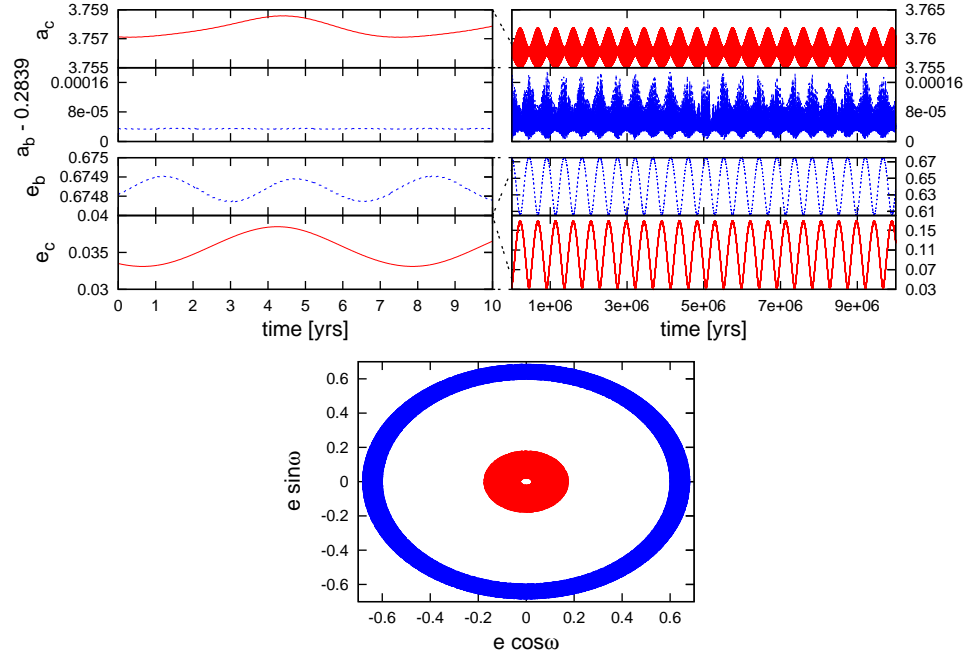 3.759
3.757
3.755
a_c
3.765
3.76
3.755
0.00016
8e-05
0
a_b - 0.2839
0.00016
8e-05
0
0.675
0.6749
0.6748
0.04
e_b
0.67
0.65
0.63
0.61
0.035
0.03
e_c
0.15
0.11
0.07
0.03
0 1 2 3 4 5 6 7 8 9 10
1e+06 3e+06 5e+06 7e+06 9e+06
time [yrs]
time [yrs]
0.6
0.4
0.2
0
-0.2
-0.4
-0.6
e sinω
-0.6 -0.4 -0.2 0 0.2 0.4 0.6
e cosω